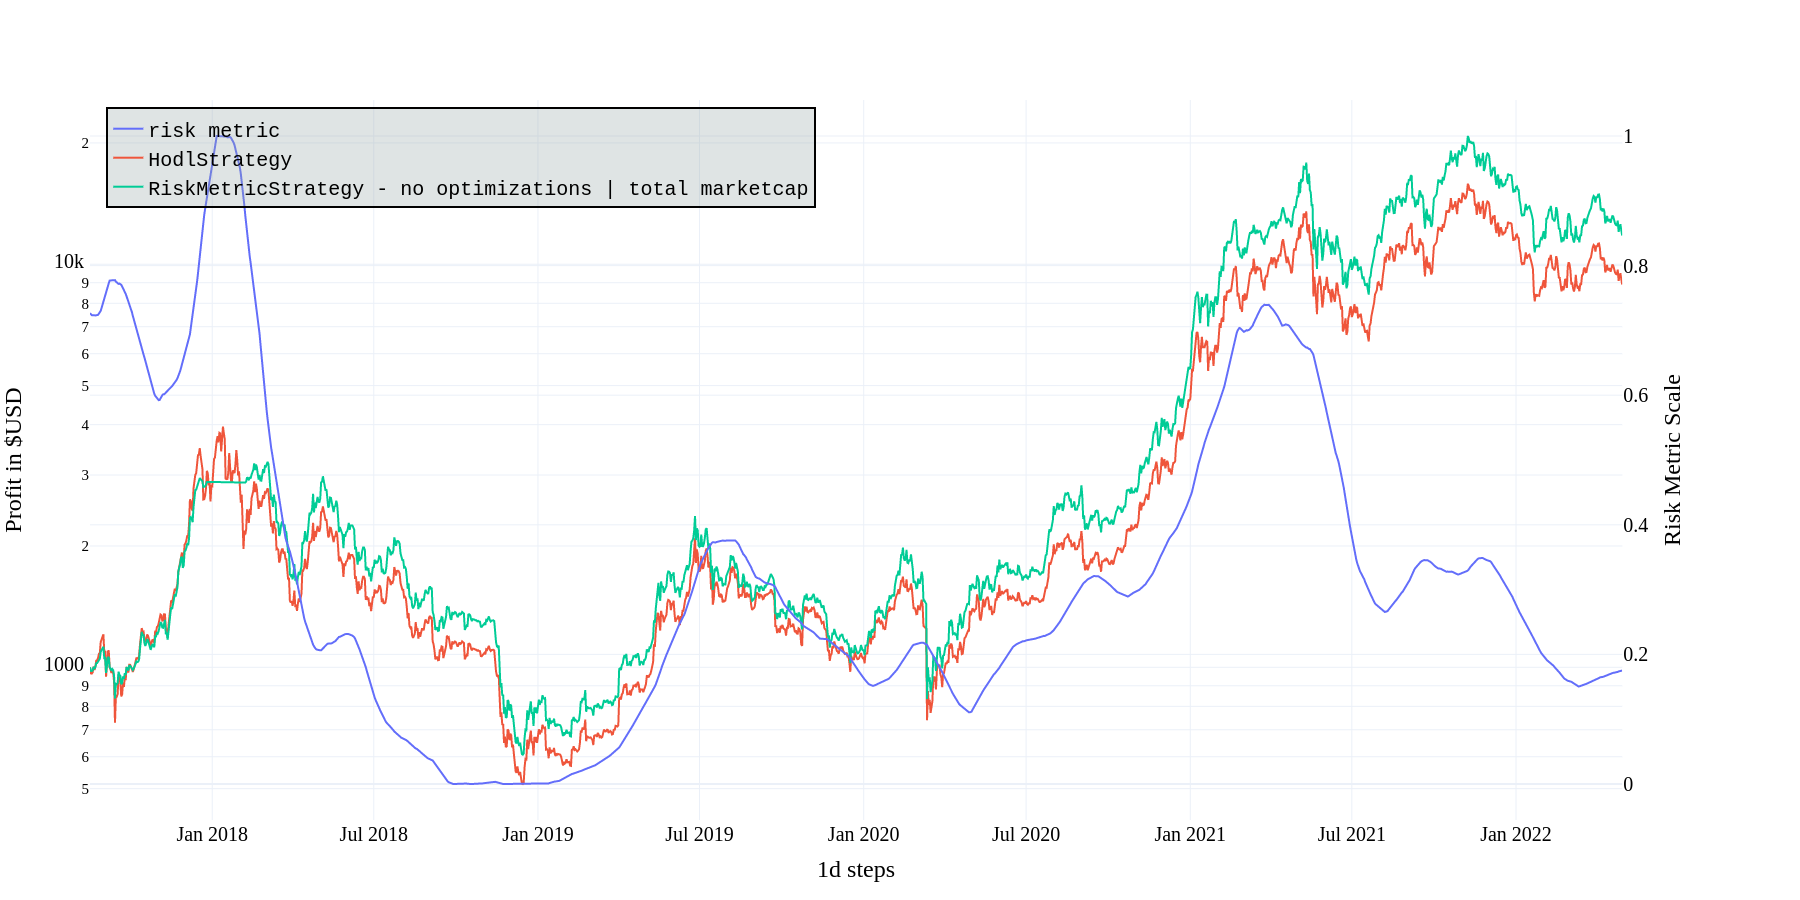 risk metric
HodlStrategy
RiskMetricStrategy - no optimizations | total marketcap
2
10k
9
8
7
6
5
4
3
2
1000
9
8
7
6
5
Profit in $USD
1
0.8
0.6
0.4
0.2
0
Risk Metric Scale
Jan 2018
Jul 2018
Jan 2019
Jul 2019
Jan 2020
Jul 2020
Jan 2021
Jul 2021
Jan 2022
1d steps